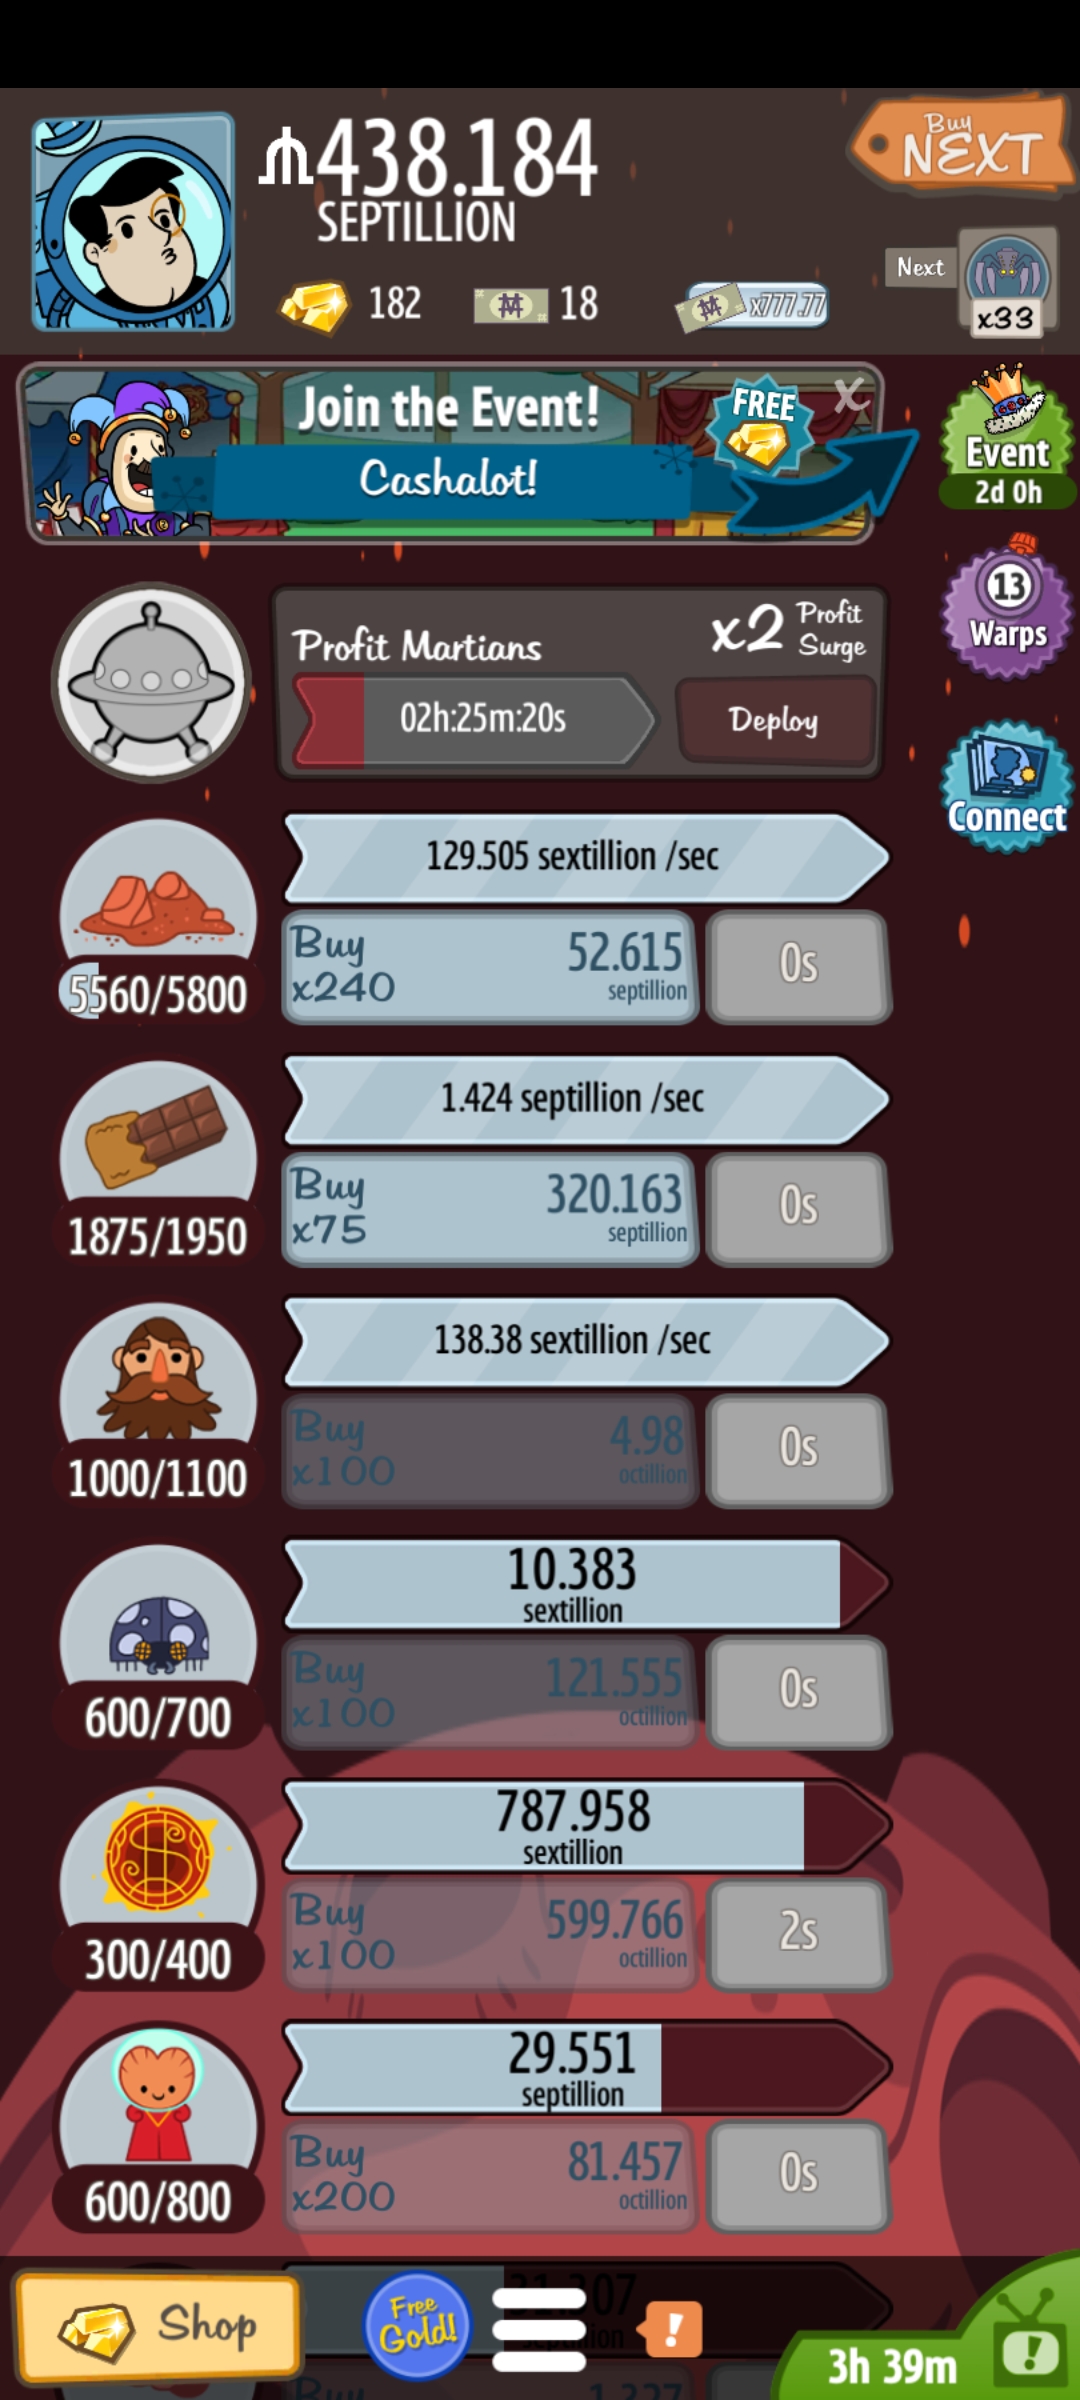 438.184
SEPTILLION
Buy
NEXT
182
18
x777.77
Next
x33
Join the Event!
Cashalot!
FREE
X
Event
2d 0h
13
Warps
Connect
Profit Martians
x2 Profit Surge
02h:25m:20s
Deploy
129.505 sextillion /sec
5560/5800
Buy x240
52.615 septillion
0s
1.424 septillion /sec
1875/1950
Buy x75
320.163 septillion
0s
138.38 sextillion /sec
1000/1100
Buy x100
4.98 octillion
0s
10.383
sextillion
600/700
Buy x100
121.555 octillion
0s
787.958
sextillion
300/400
Buy x100
599.766 octillion
2s
29.551
septillion
600/800
Buy x200
81.457 octillion
0s
Shop
Free Gold!
!
3h 39m
!
Buy